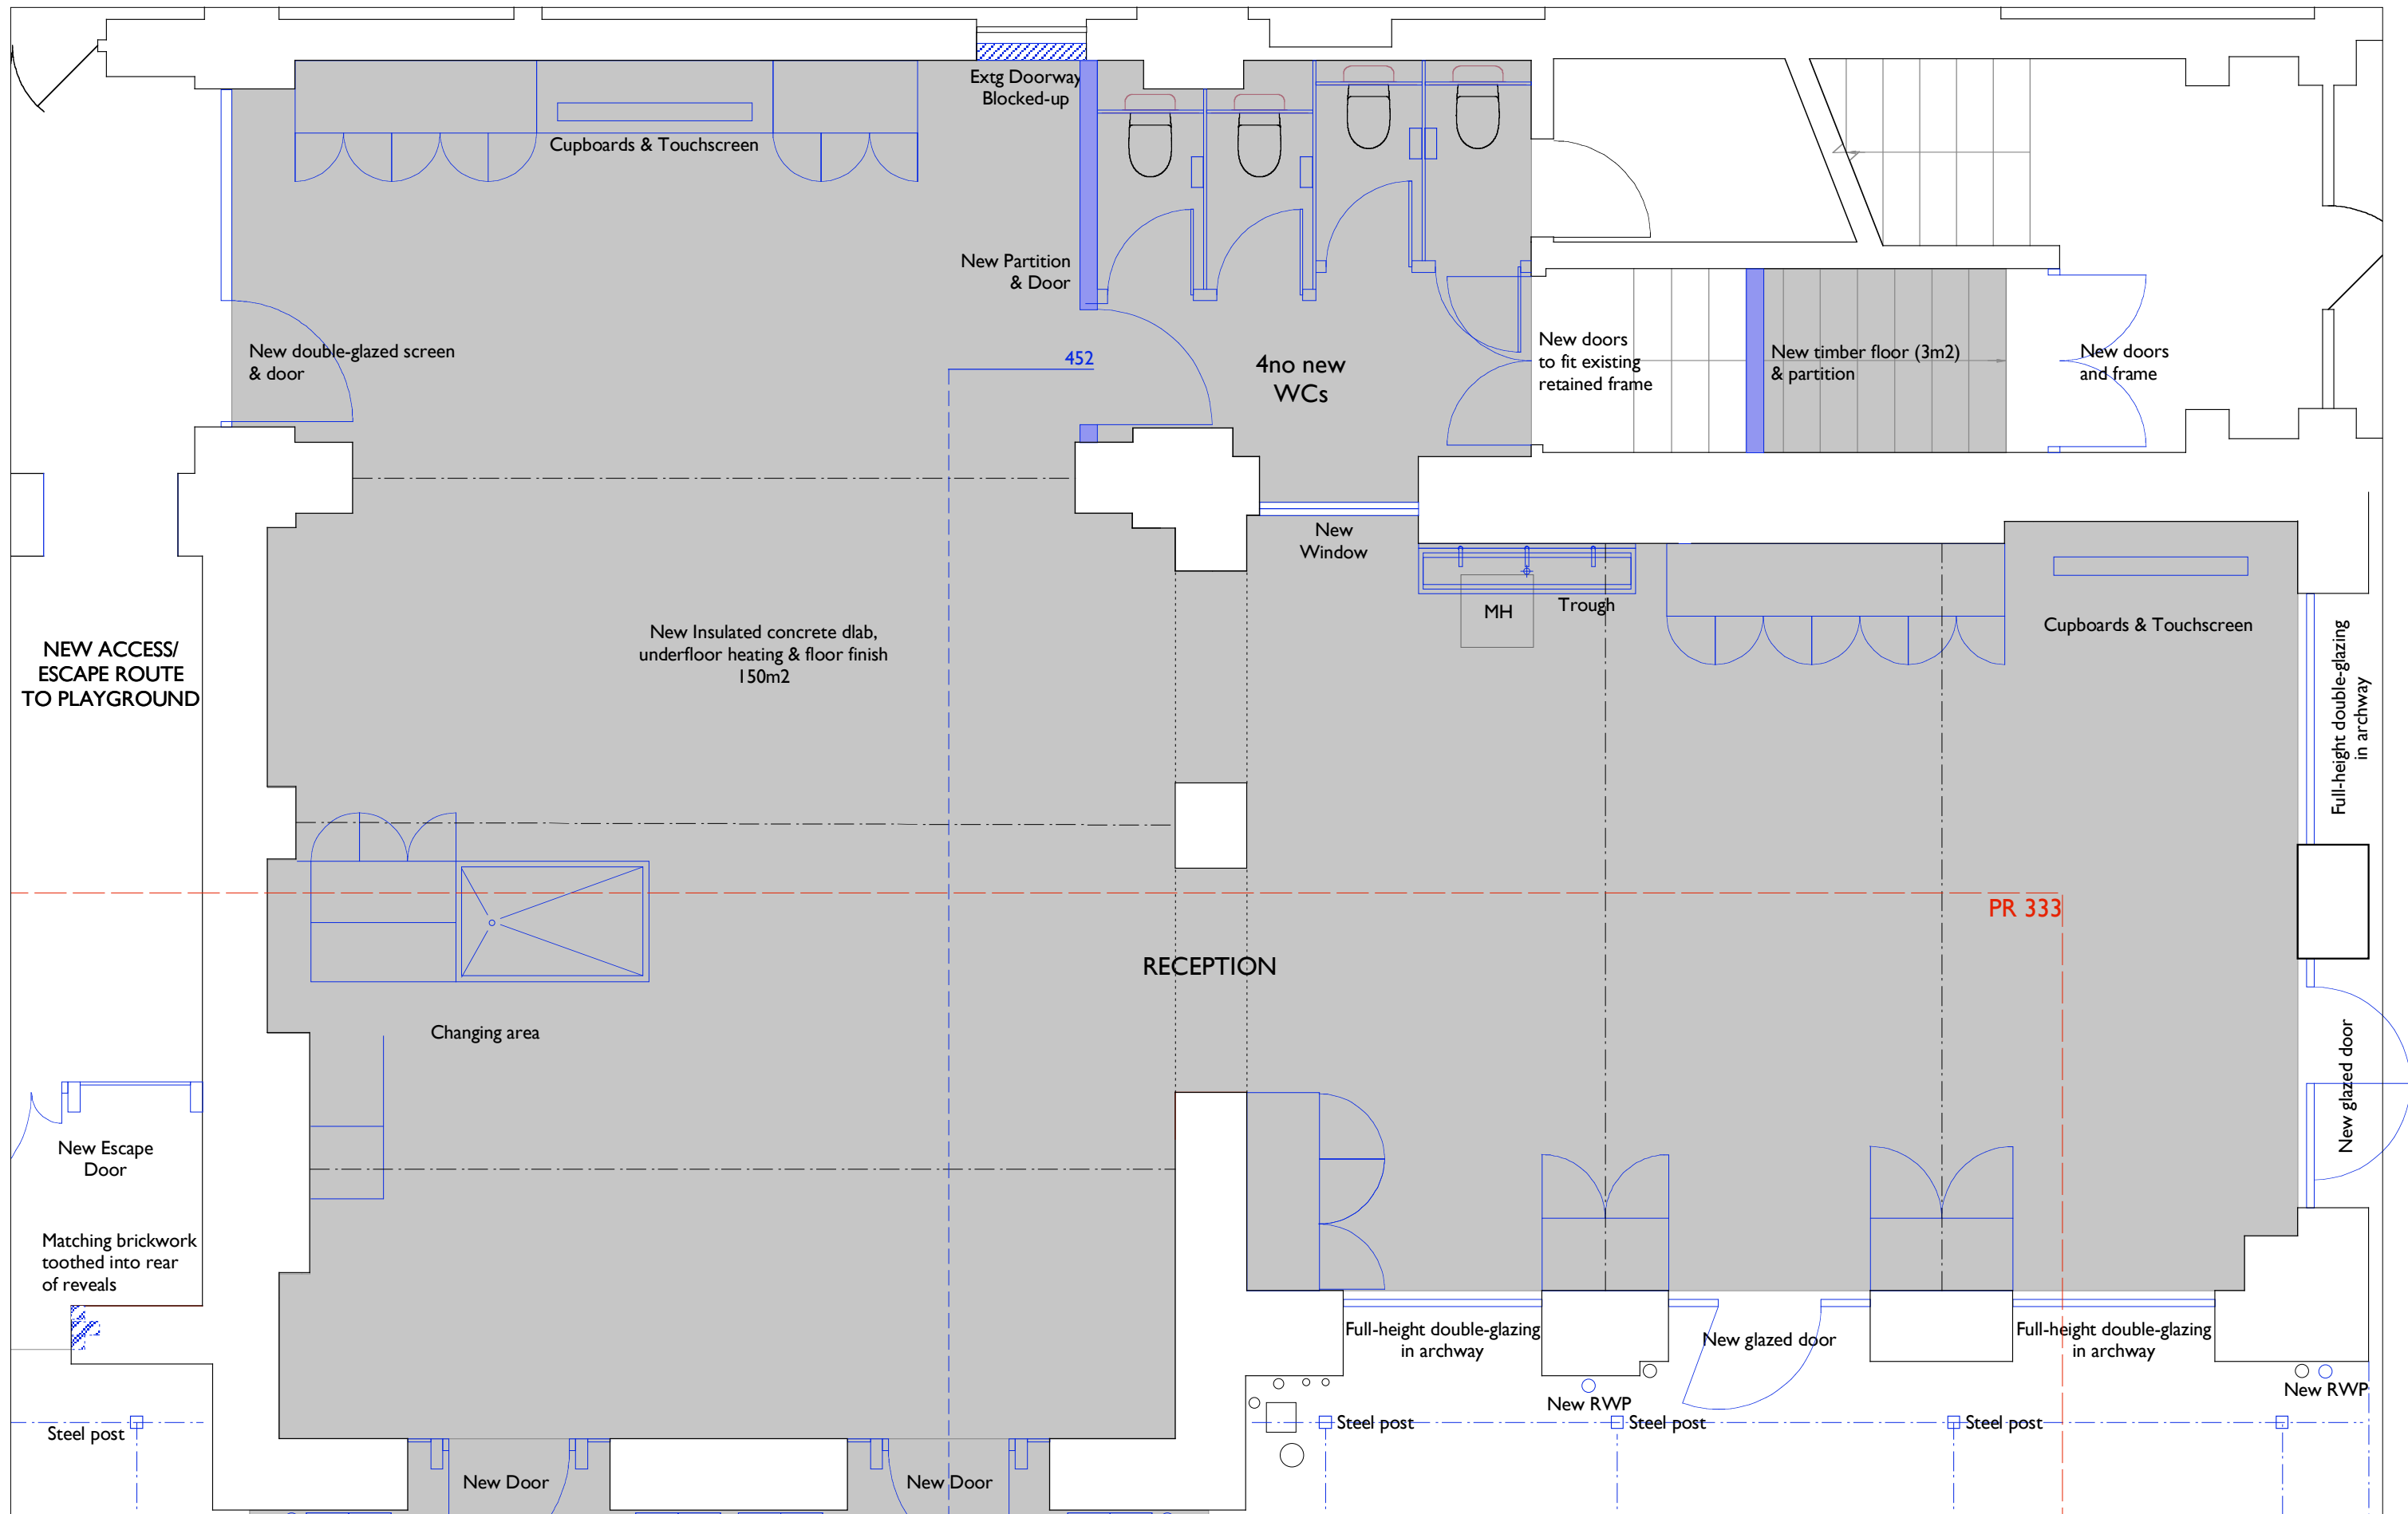 Extg Doorway
Blocked-up
Cupboards & Touchscreen
New Partition
& Door
New double-glazed screen
& door
452
4no new
WCs
New doors
to fit existing
retained frame
New timber floor (3m2)
& partition
New doors
and frame
New
Window
MH
Trough
Cupboards & Touchscreen
New Insulated concrete dlab,
underfloor heating & floor finish
150m2
NEW ACCESS/
ESCAPE ROUTE
TO PLAYGROUND
Full-height double-glazing
in archway
PR 333
RECEPTION
Changing area
New glazed door
New Escape
Door
Matching brickwork
toothed into rear
of reveals
Full-height double-glazing
in archway
New glazed door
Full-height double-glazing
in archway
New RWP
New RWP
Steel post
Steel post
Steel post
Steel post
New Door
New Door